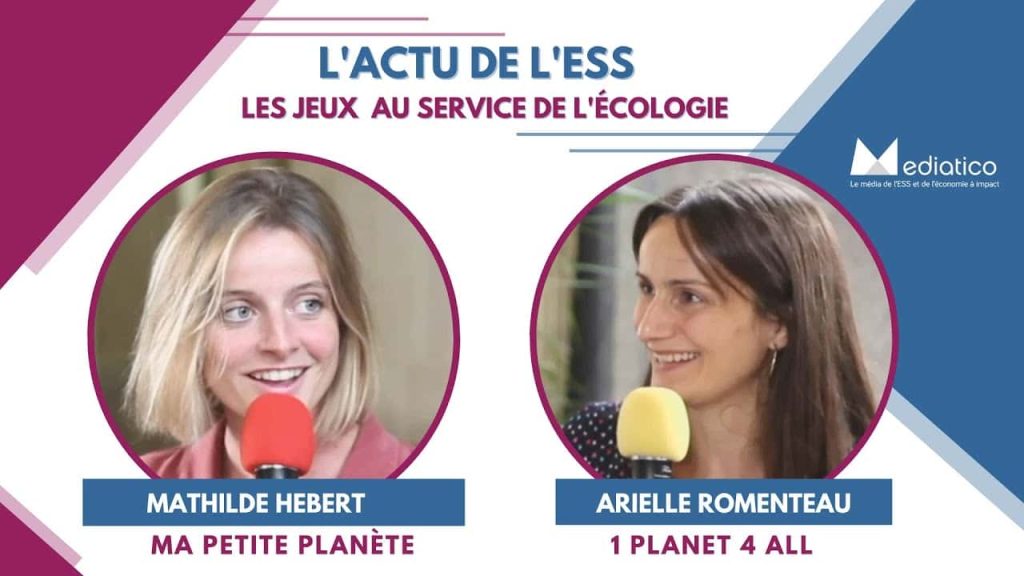 L'ACTU DE L'ESS
LES JEUX AU SERVICE DE L'ÉCOLOGIE
Mediatico
Le média de l'ESS et de l'économie à impact
MATHILDE HEBERT
MA PETITE PLANÈTE
ARIELLE ROMENTEAU
1 PLANET 4 ALL